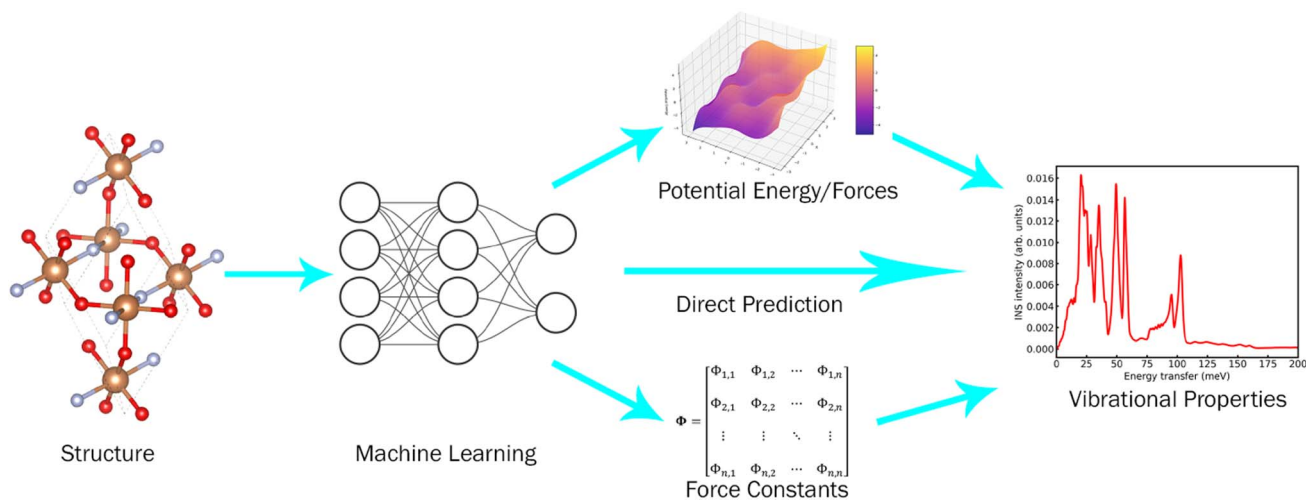 Potential Energy/Forces
Direct Prediction
Φ =
Φ1,1 Φ1,2 ⋯ Φ1,n
Φ2,1 Φ2,2 ⋯ Φ2,n
⋮ ⋮ ⋱ ⋮
Φn,1 Φn,2 ⋯ Φn,n
Force Constants
Structure
Machine Learning
INS intensity (arb. units)
0.016
0.014
0.012
0.010
0.008
0.006
0.004
0.002
0.000
0 25 50 75 100 125 150 175 200
Energy transfer (meV)
Vibrational Properties